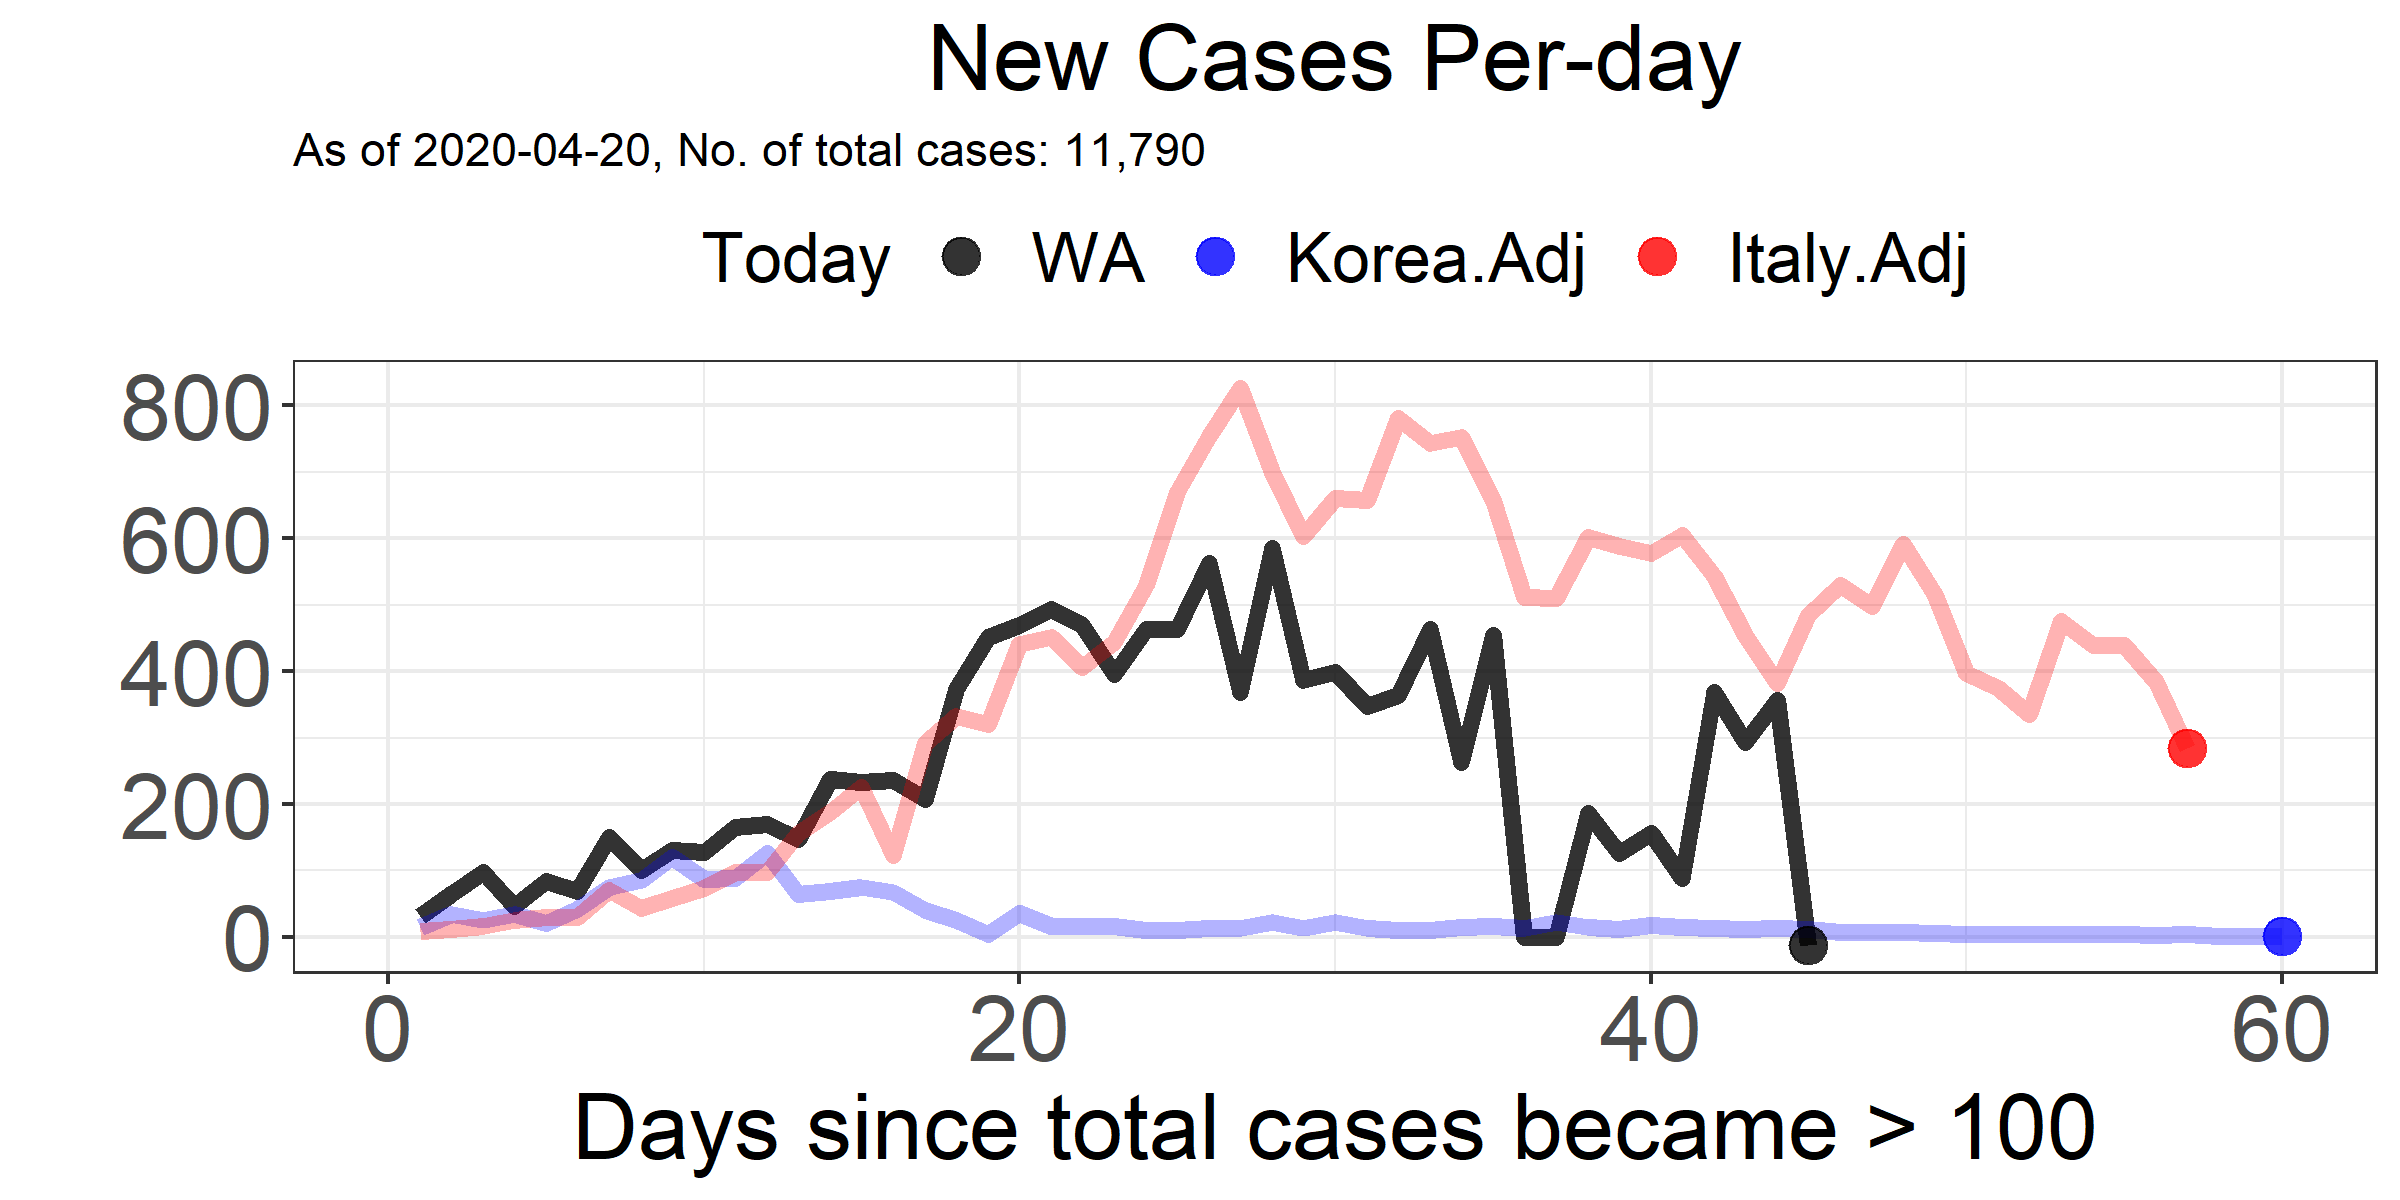 New Cases Per-day
As of 2020-04-20, No. of total cases: 11,790
Today WA Korea.Adj Italy.Adj
800
600
400
200
0
0 20 40 60
Days since total cases became > 100